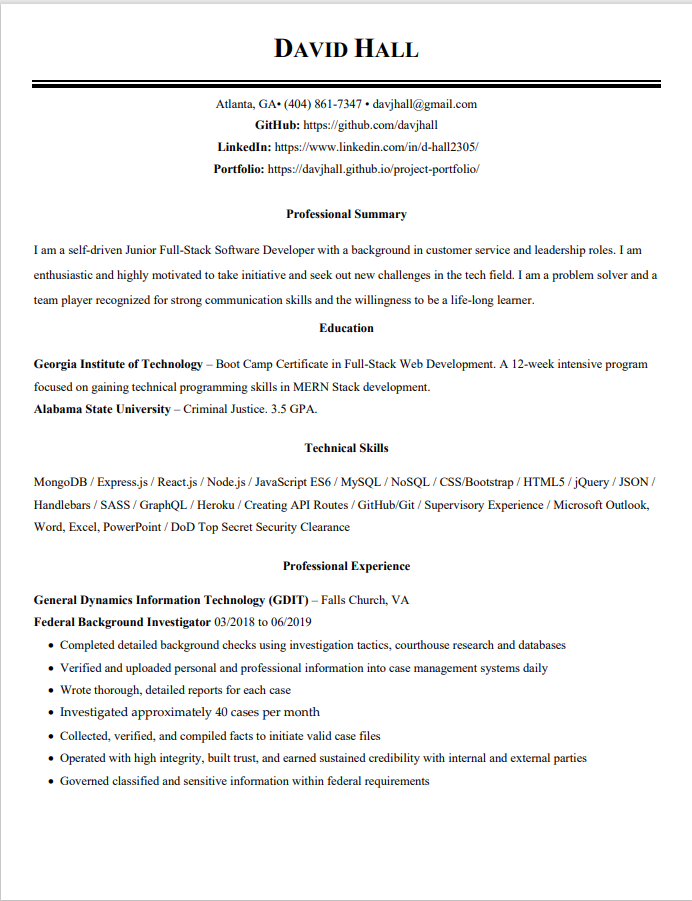 DAVID HALL
Atlanta, GA• (404) 861-7347 • davjhall@gmail.com
GitHub: https://github.com/davjhall
LinkedIn: https://www.linkedin.com/in/d-hall2305/
Portfolio: https://davjhall.github.io/project-portfolio/
Professional Summary
I am a self-driven Junior Full-Stack Software Developer with a background in customer service and leadership roles. I am
enthusiastic and highly motivated to take initiative and seek out new challenges in the tech field. I am a problem solver and a
team player recognized for strong communication skills and the willingness to be a life-long learner.
Education
Georgia Institute of Technology – Boot Camp Certificate in Full-Stack Web Development. A 12-week intensive program
focused on gaining technical programming skills in MERN Stack development.
Alabama State University – Criminal Justice. 3.5 GPA.
Technical Skills
MongoDB / Express.js / React.js / Node.js / JavaScript ES6 / MySQL / NoSQL / CSS/Bootstrap / HTML5 / jQuery / JSON /
Handlebars / SASS / GraphQL / Heroku / Creating API Routes / GitHub/Git / Supervisory Experience / Microsoft Outlook,
Word, Excel, PowerPoint / DoD Top Secret Security Clearance
Professional Experience
General Dynamics Information Technology (GDIT) – Falls Church, VA
Federal Background Investigator 03/2018 to 06/2019
• Completed detailed background checks using investigation tactics, courthouse research and databases
• Verified and uploaded personal and professional information into case management systems daily
• Wrote thorough, detailed reports for each case
• Investigated approximately 40 cases per month
• Collected, verified, and compiled facts to initiate valid case files
• Operated with high integrity, built trust, and earned sustained credibility with internal and external parties
• Governed classified and sensitive information within federal requirements